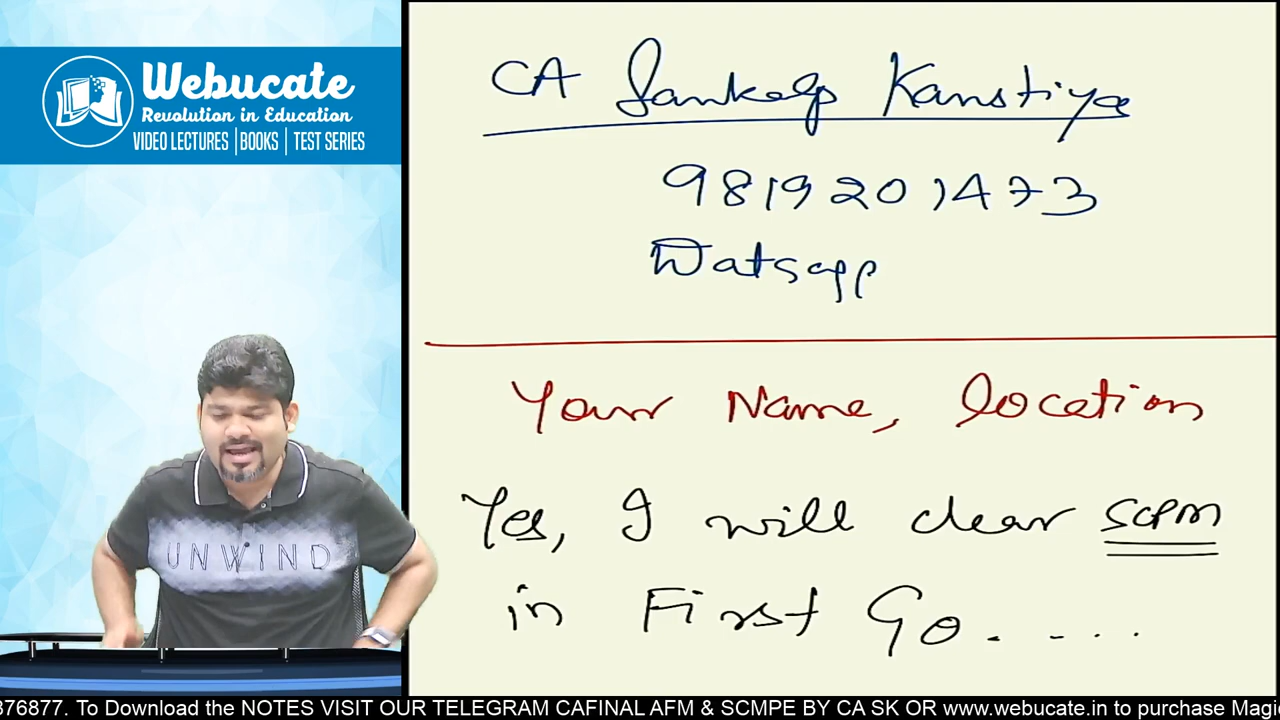 Webucate
Revolution in Education
VIDEO LECTURES | BOOKS | TEST SERIES
CA Sankalp Kanstiya
9819201473
Watsapp
Your Name, location
UNWIND
Yes, I will clear SCPM
in First Go.....
376877. To Download the NOTES VISIT OUR TELEGRAM CAFINAL AFM & SCMPE BY CA SK OR www.webucate.in to purchase Magi